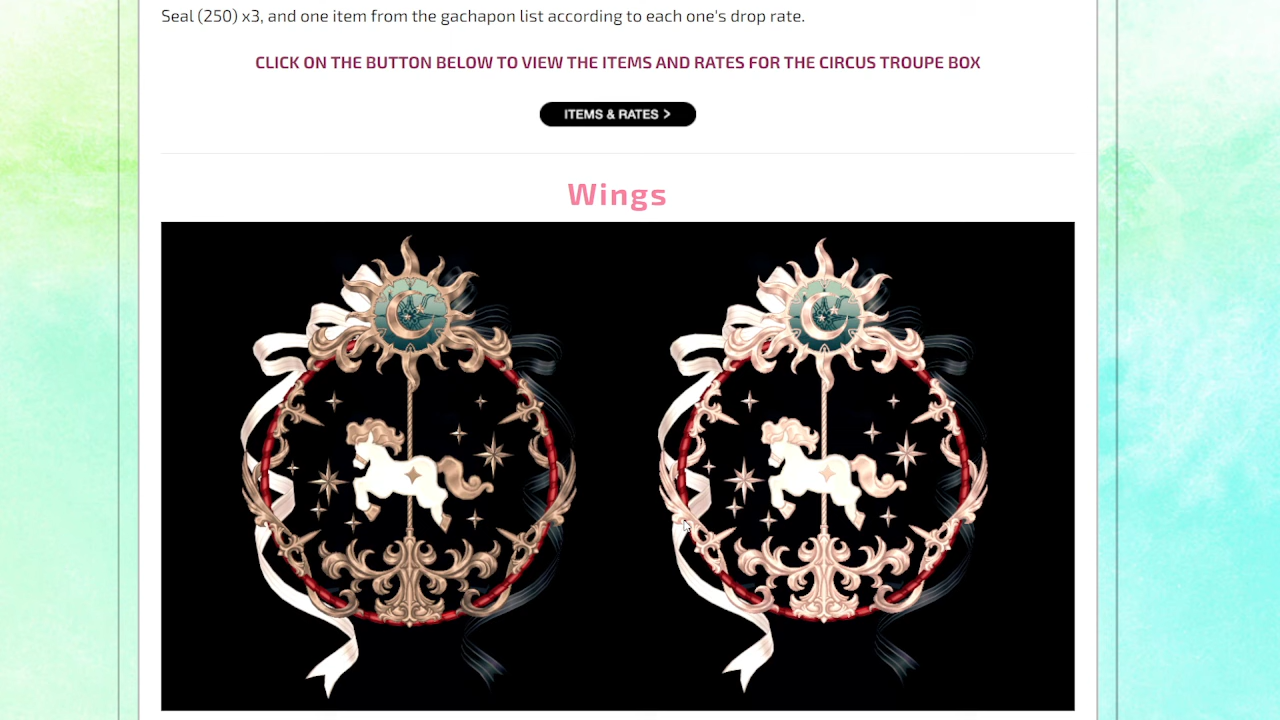 Seal (250) x3, and one item from the gachapon list according to each one's drop rate.
CLICK ON THE BUTTON BELOW TO VIEW THE ITEMS AND RATES FOR THE CIRCUS TROUPE BOX
ITEMS & RATES >
Wings